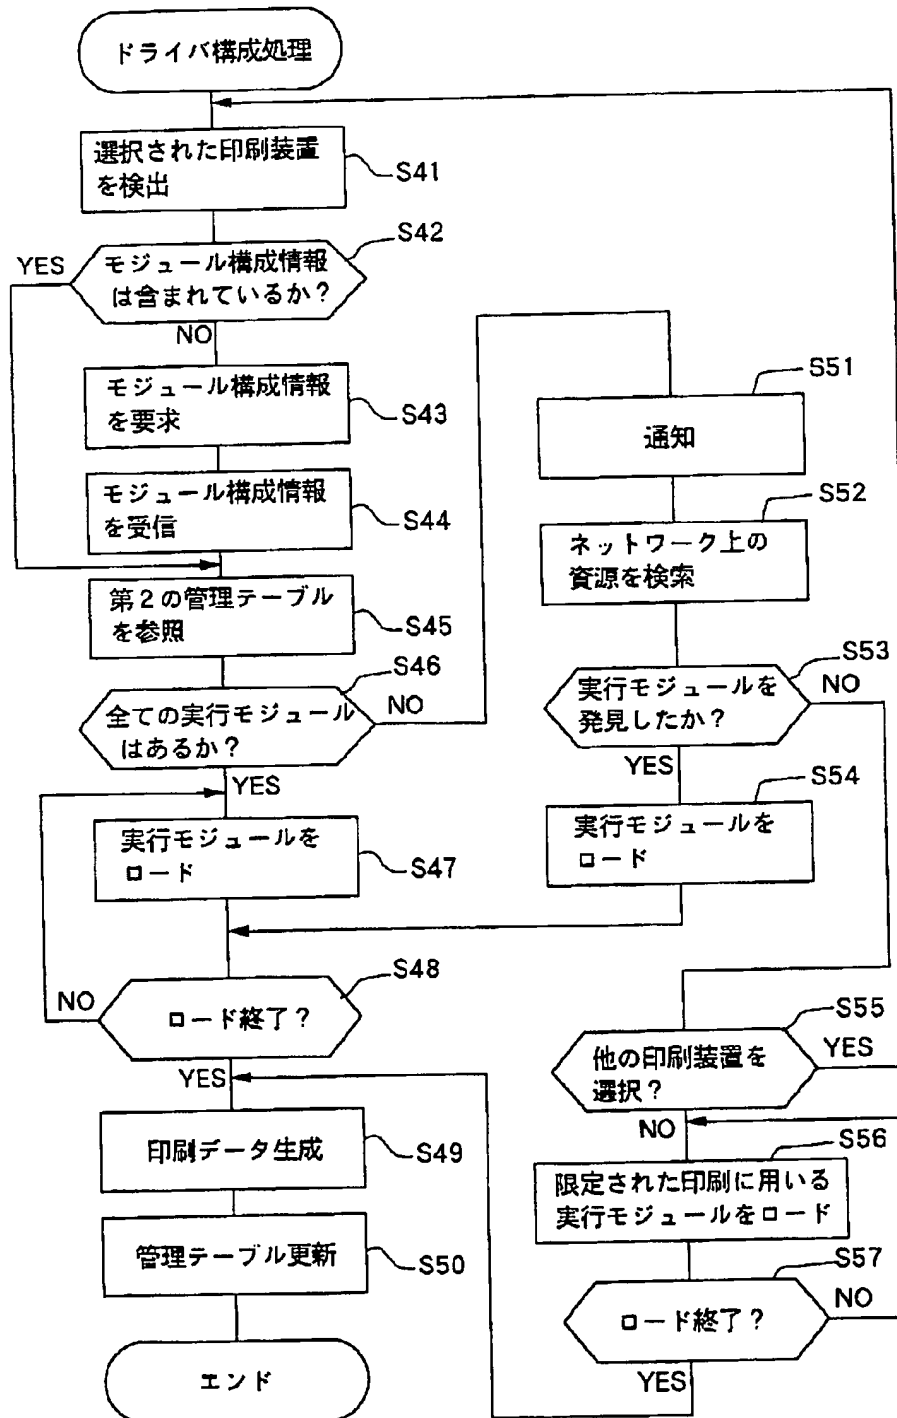 ドライバ構成処理
選択された印刷装置
を検出
S41
S42
YES
モジュール構成情報
は含まれているか？
NO
モジュール構成情報
を要求
S43
モジュール構成情報
を受信
S44
第2の管理テーブル
を参照
S45
S46
全ての実行モジュール
はあるか？
NO
YES
実行モジュールを
ロード
S47
S48
NO
ロード終了？
YES
印刷データ生成
S49
管理テーブル更新
S50
エンド
S51
通知
S52
ネットワーク上の
資源を検索
S53
実行モジュールを
発見したか？
NO
YES
S54
実行モジュールを
ロード
S55
他の印刷装置を
選択？
YES
NO
S56
限定された印刷に用いる
実行モジュールをロード
S57
ロード終了？
NO
YES